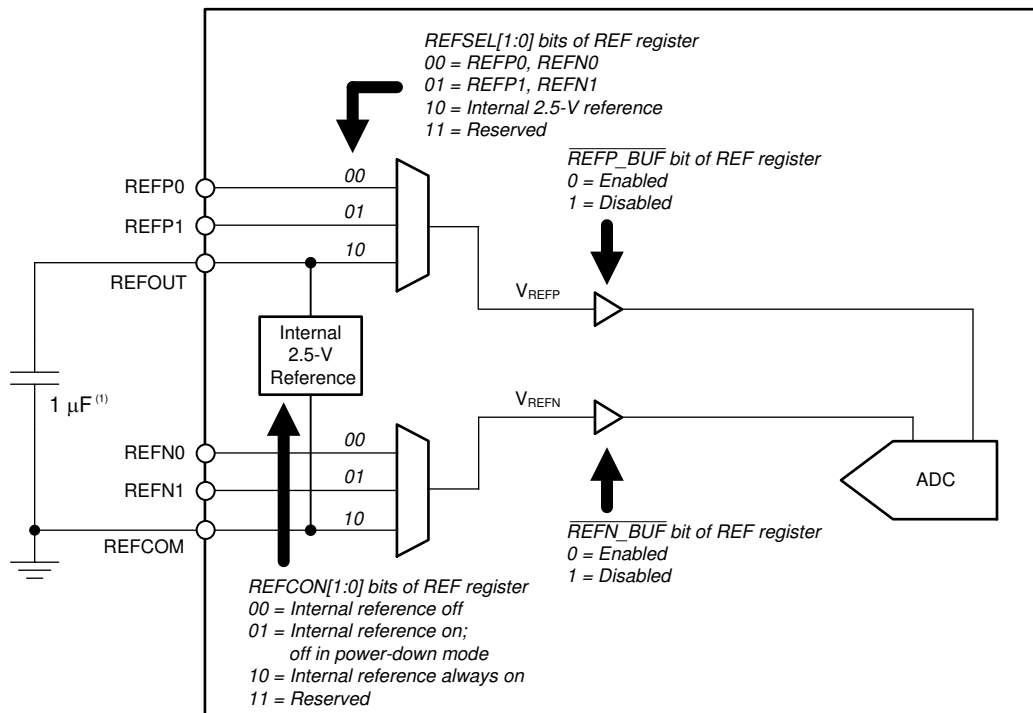 REFSEL[1:0] bits of REF register
00 = REFP0, REFN0
01 = REFP1, REFN1
10 = Internal 2.5-V reference
11 = Reserved
REFP_BUF bit of REF register
0 = Enabled
1 = Disabled
REFP0
00
REFP1
01
REFOUT
10
VREFP
Internal
2.5-V
Reference
1 μF (1)
VREFN
REFN0
00
REFN1
01
REFCOM
10
ADC
REFN_BUF bit of REF register
0 = Enabled
1 = Disabled
REFCON[1:0] bits of REF register
00 = Internal reference off
01 = Internal reference on;
off in power-down mode
10 = Internal reference always on
11 = Reserved